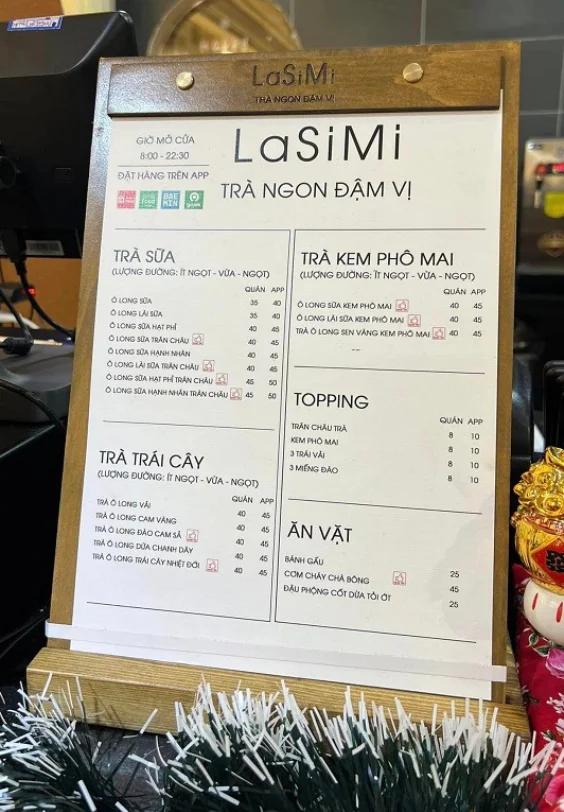 LaSiMi
TRÀ NGON ĐẬM VỊ
GIỜ MỞ CỬA
8:00 - 22:30
ĐẶT HÀNG TRÊN APP
BAE MIN
LaSiMi
TRÀ NGON ĐẬM VỊ
TRÀ SỮA
(LƯỢNG ĐƯỜNG: ÍT NGỌT - VỪA - NGỌT)
QUÁN APP
Ô LONG SỮA 35 40
Ô LONG LÀI SỮA 35 40
Ô LONG SỮA HẠT PHỈ 40 45
Ô LONG SỮA TRÂN CHÂU 40 45
Ô LONG SỮA HẠNH NHÂN 40 45
Ô LONG LÀI SỮA TRÂN CHÂU 40 45
Ô LONG SỮA HẠT PHỈ TRÂN CHÂU 45 50
Ô LONG SỮA HẠNH NHÂN TRÂN CHÂU 45 50
TRÀ TRÁI CÂY
(LƯỢNG ĐƯỜNG: ÍT NGỌT - VỪA - NGỌT)
QUÁN APP
TRÀ Ô LONG VẢI 40 45
TRÀ Ô LONG CAM VÀNG 40 45
TRÀ Ô LONG ĐÀO CAM SẢ 40 45
TRÀ Ô LONG DỨA CHANH DÂY 40 45
TRÀ Ô LONG TRÁI CÂY NHIỆT ĐỚI 40 45
TRÀ KEM PHÔ MAI
(LƯỢNG ĐƯỜNG: ÍT NGỌT - VỪA - NGỌT)
QUÁN APP
Ô LONG SỮA KEM PHÔ MAI 40 45
Ô LONG LÀI SỮA KEM PHÔ MAI 40 45
TRÀ Ô LONG SEN VÀNG KEM PHÔ MAI 40 45
TOPPING
QUÁN APP
TRÂN CHÂU TRÀ 8 10
KEM PHÔ MAI 8 10
3 TRÁI VẢI 8 10
3 MIẾNG ĐÀO 8 10
ĂN VẶT
BÁNH GẤU 25
CƠM CHÁY CHÀ BÔNG 45
ĐẬU PHỘNG CỐT DỪA TỎI ỚT 25